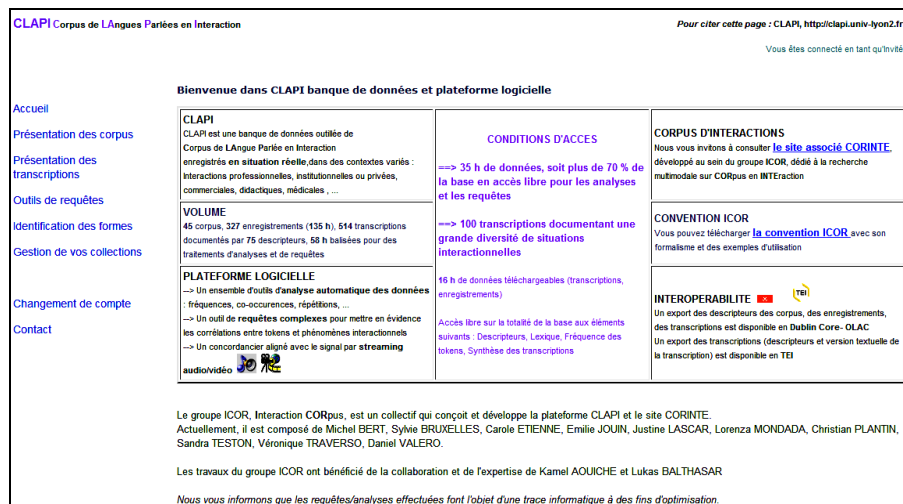 CLAPI Corpus de LAngues Parlées en Interaction
Pour citer cette page : CLAPI, http://clapi.univ-lyon2.fr
Vous êtes connecté en tant qu'Invité
Bienvenue dans CLAPI banque de données et plateforme logicielle
Accueil
Présentation des corpus
Présentation des
transcriptions
Outils de requêtes
Identification des formes
Gestion de vos collections
Changement de compte
Contact
CLAPI
CLAPI est une banque de données outillée de
Corpus de LAngue Parlée en Interaction
enregistrés en situation réelle,dans des contextes variés :
Interactions professionnelles, institutionnelles ou privées,
commerciales, didactiques, médicales , ...
VOLUME
45 corpus, 327 enregistrements (135 h), 514 transcriptions
documentés par 75 descripteurs, 58 h balisées pour des
traitements d'analyses et de requêtes
PLATEFORME LOGICIELLE
--> Un ensemble d'outils d'analyse automatique des données
: fréquences, co-occurences, répétitions, ...
--> Un outil de requêtes complexes pour mettre en évidence
les corrélations entre tokens et phénomènes interactionnels
--> Un concordancier aligné avec le signal par streaming
audio/vidéo
CONDITIONS D'ACCES
==> 35 h de données, soit plus de 70 % de
la base en accès libre pour les analyses
et les requêtes
==> 100 transcriptions documentant une
grande diversité de situations
interactionnelles
16 h de données téléchargeables (transcriptions,
enregistrements)
Accès libre sur la totalité de la base aux éléments
suivants : Descripteurs, Lexique, Fréquence des
tokens, Synthèse des transcriptions
CORPUS D'INTERACTIONS
Nous vous invitons à consulter le site associé CORINTE,
développé au sein du groupe ICOR, dédié à la recherche
multimodale sur CORpus en INTEraction
CONVENTION ICOR
Vous pouvez télécharger la convention ICOR avec son
formalisme et des exemples d'utilisation
INTEROPERABILITE TEI
Un export des descripteurs des corpus, des enregistrements,
des transcriptions est disponible en Dublin Core- OLAC
Un export des transcriptions (descripteurs et version textuelle de
la transcription) est disponible en TEI
Le groupe ICOR, Interaction CORpus, est un collectif qui conçoit et développe la plateforme CLAPI et le site CORINTE.
Actuellement, il est composé de Michel BERT, Sylvie BRUXELLES, Carole ETIENNE, Emilie JOUIN, Justine LASCAR, Lorenza MONDADA, Christian PLANTIN,
Sandra TESTON, Véronique TRAVERSO, Daniel VALERO.
Les travaux du groupe ICOR ont bénéficié de la collaboration et de l'expertise de Kamel AOUICHE et Lukas BALTHASAR
Nous vous informons que les requêtes/analyses effectuées font l'objet d'une trace informatique à des fins d'optimisation.